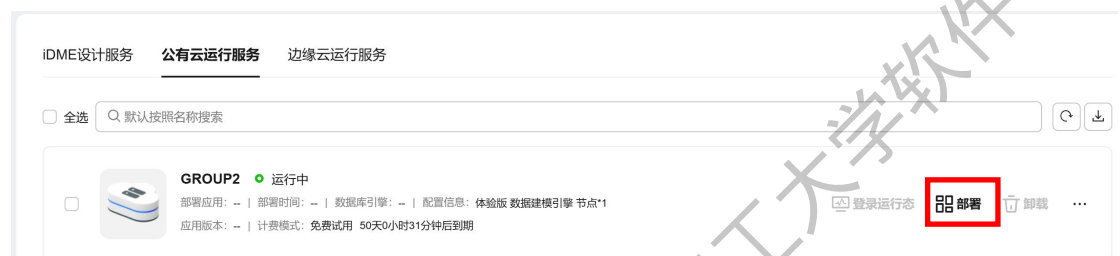 iDME设计服务 公有云运行服务 边缘云运行服务
全选 默认按照名称搜索
GROUP2 运行中
部署应用: -- | 部署时间: -- | 数据库引擎: -- | 配置信息: 体验版 数据建模引擎 节点*1
登录运行态 部署 卸载 ...
应用版本: -- | 计费模式: 免费试用 50天0小时31分钟后到期
工大学软件